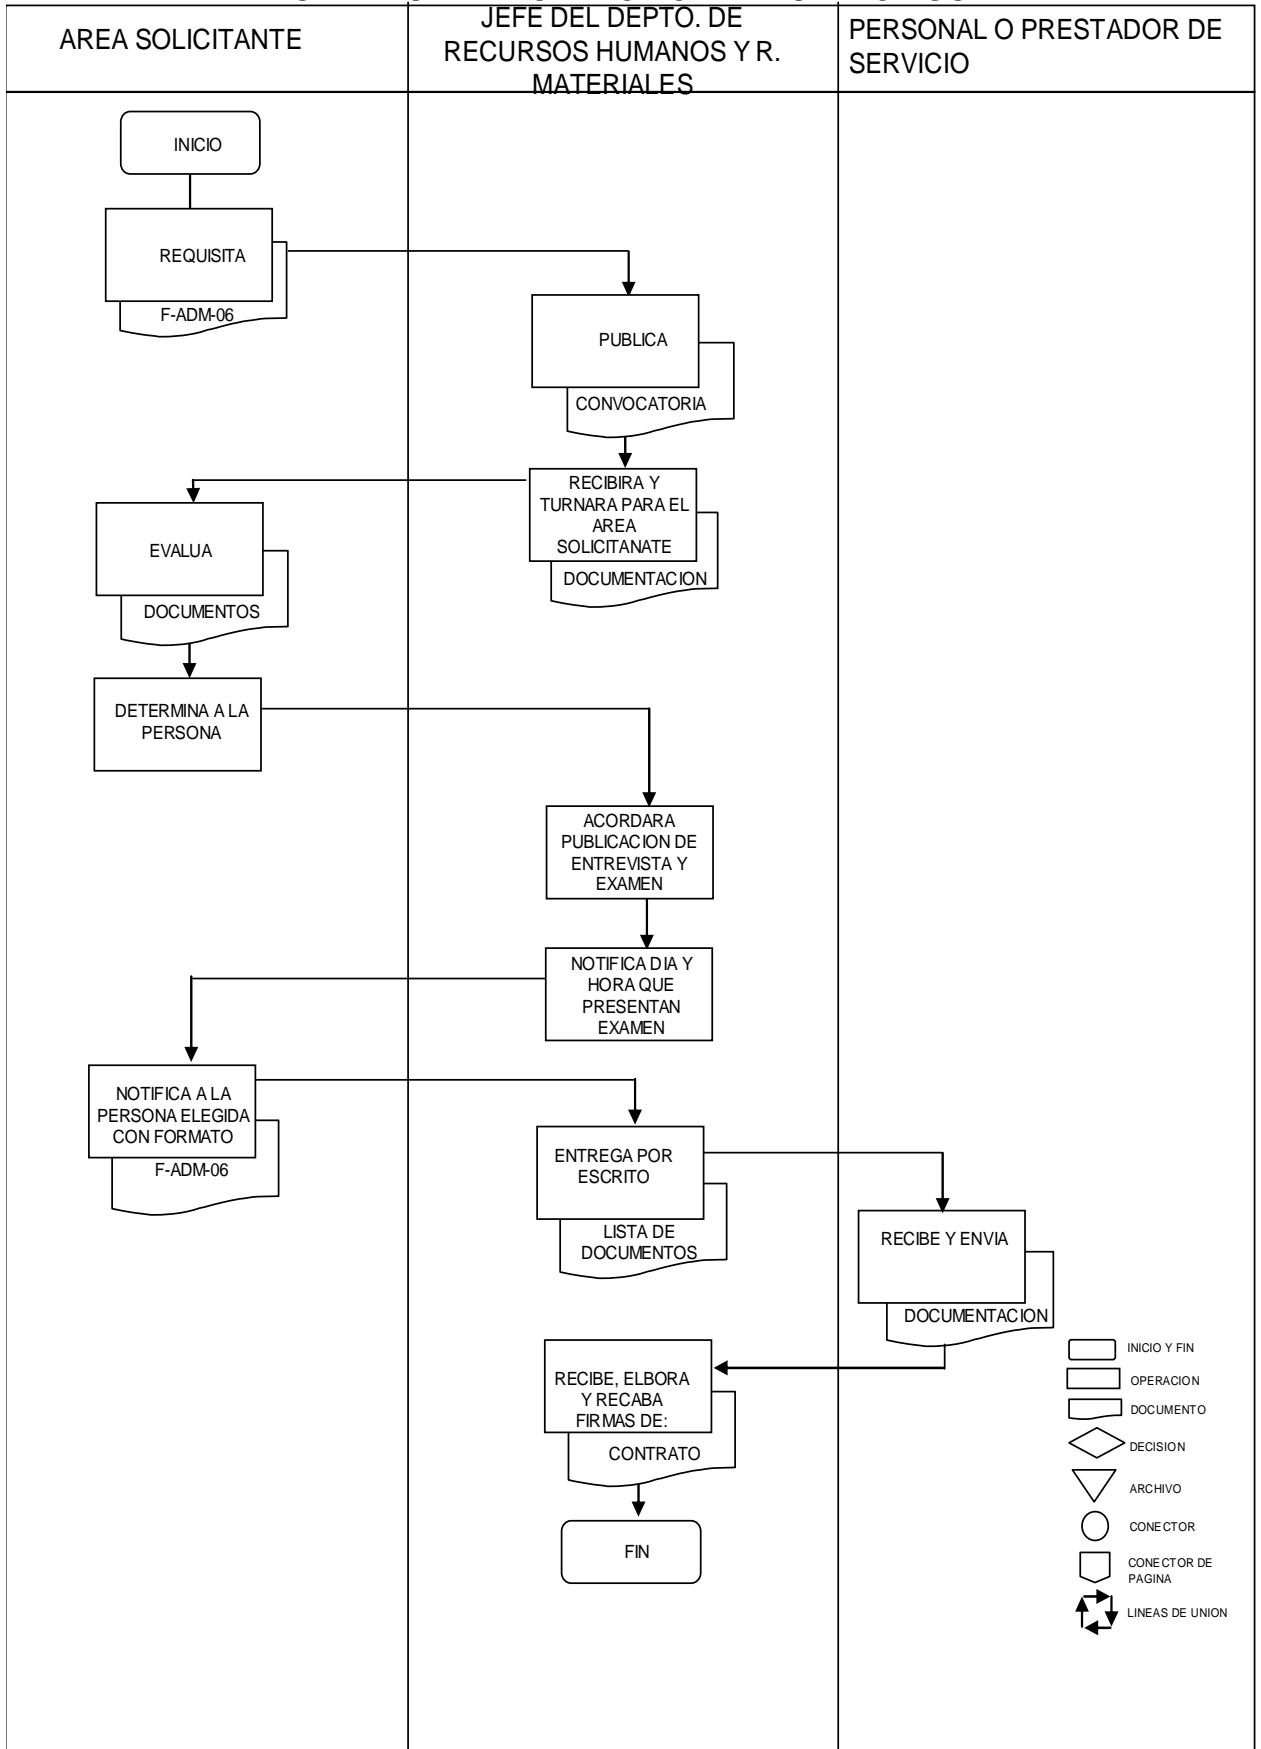 AREA SOLICITANTE
JEFE DEL DEPTO. DE
RECURSOS HUMANOS Y R.
MATERIALES
PERSONAL O PRESTADOR DE
SERVICIO
INICIO
REQUISITA
F-ADM-06
PUBLICA
CONVOCATORIA
RECIBIRA Y
TURNARA PARA EL
AREA
SOLICITANATE
DOCUMENTACION
EVALUA
DOCUMENTOS
DETERMINA A LA
PERSONA
ACORDARA
PUBLICACION DE
ENTREVISTA Y
EXAMEN
NOTIFICA DIA Y
HORA QUE
PRESENTAN
EXAMEN
NOTIFICA A LA
PERSONA ELEGIDA
CON FORMATO
F-ADM-06
ENTREGA POR
ESCRITO
LISTA DE
DOCUMENTOS
RECIBE Y ENVIA
DOCUMENTACION
RECIBE, ELBORA
Y RECABA
FIRMAS DE:
CONTRATO
FIN
INICIO Y FIN
OPERACION
DOCUMENTO
DECISION
ARCHIVO
CONECTOR
CONECTOR DE
PAGINA
LINEAS DE UNION